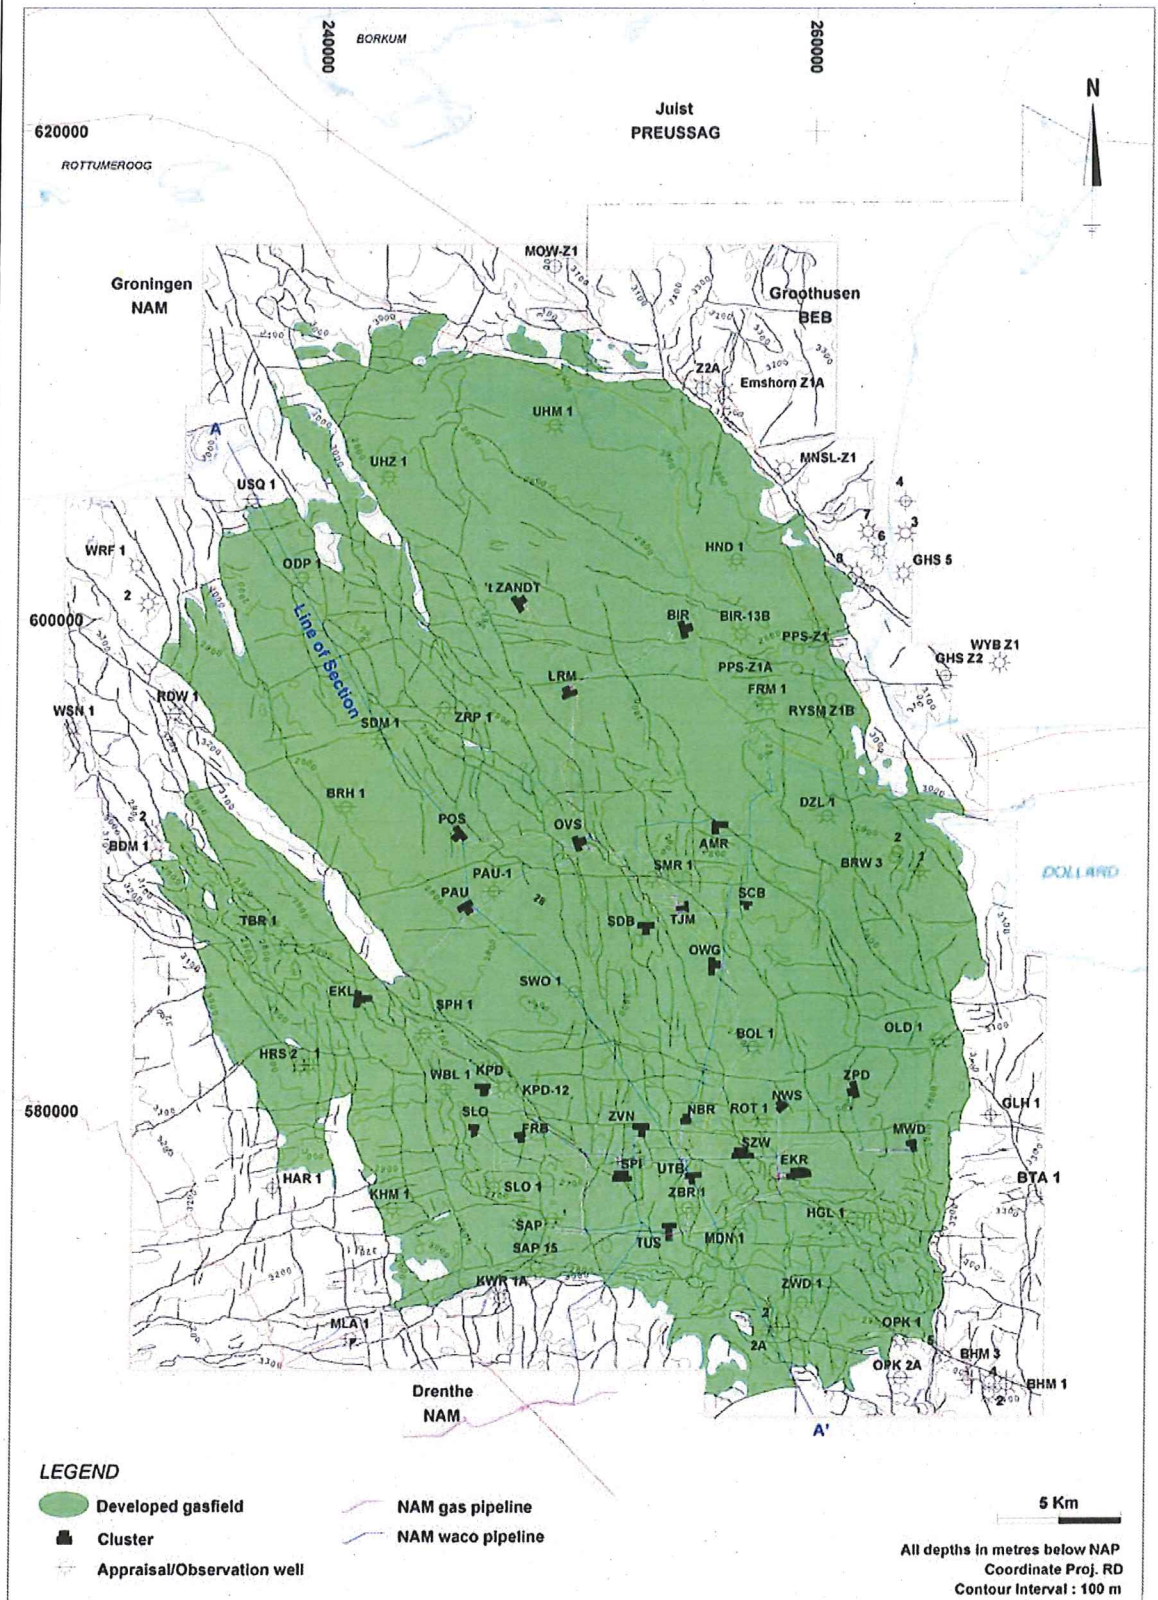 240000
260000
BORKUM
Juist
PREUSSAG
N
620000
ROTTUMEROOG
MOW-Z1
Groningen
NAM
Groothusen
BEB
Z2A
Emshorn Z1A
UHM 1
A
UHZ 1
MNSL-Z1
USQ 1
4
7
3
6
HND 1
WRF 1
8
GHS 5
ODP 1
't ZANDT
2
BIR
BIR-13B
600000
PPS-Z1
WYB Z1
GHS Z2
Line of Section
PPS-Z1A
LRM
FRM 1
RDW 1
WSN 1
SDM 1
ZRP 1
RYSM Z1B
BRH 1
DZL 1
2
POS
OVS
BDM 1
AMR
2
1
SMR 1
BRW 3
PAU-1
DOLLARD
PAU
28
SCB
TBR 1
SDB
TJM
OWG
SWO 1
EKL
SPH 1
BOL 1
OLD 1
HRS 2
1
WBL 1
KPD
KPD-12
ZPD
NWS
GLH 1
580000
SLO
ZVN
NBR
ROT 1
FRB
MWD
SZW
EKR
SPI
UTB
HAR 1
BTA 1
KHM 1
SLO 1
ZBR 1
HGL 1
SAP
1
TUS
MDN 1
SAP 15
KWR 1A
ZWD 1
2
MLA 1
OPK 1
2A
5
BHM 3
OPK 2A
4
BHM 1
2
Drenthe
NAM
A'
LEGEND
Developed gasfield
NAM gas pipeline
5 Km
Cluster
NAM waco pipeline
Appraisal/Observation well
All depths in metres below NAP
Coordinate Proj. RD
Contour Interval : 100 m